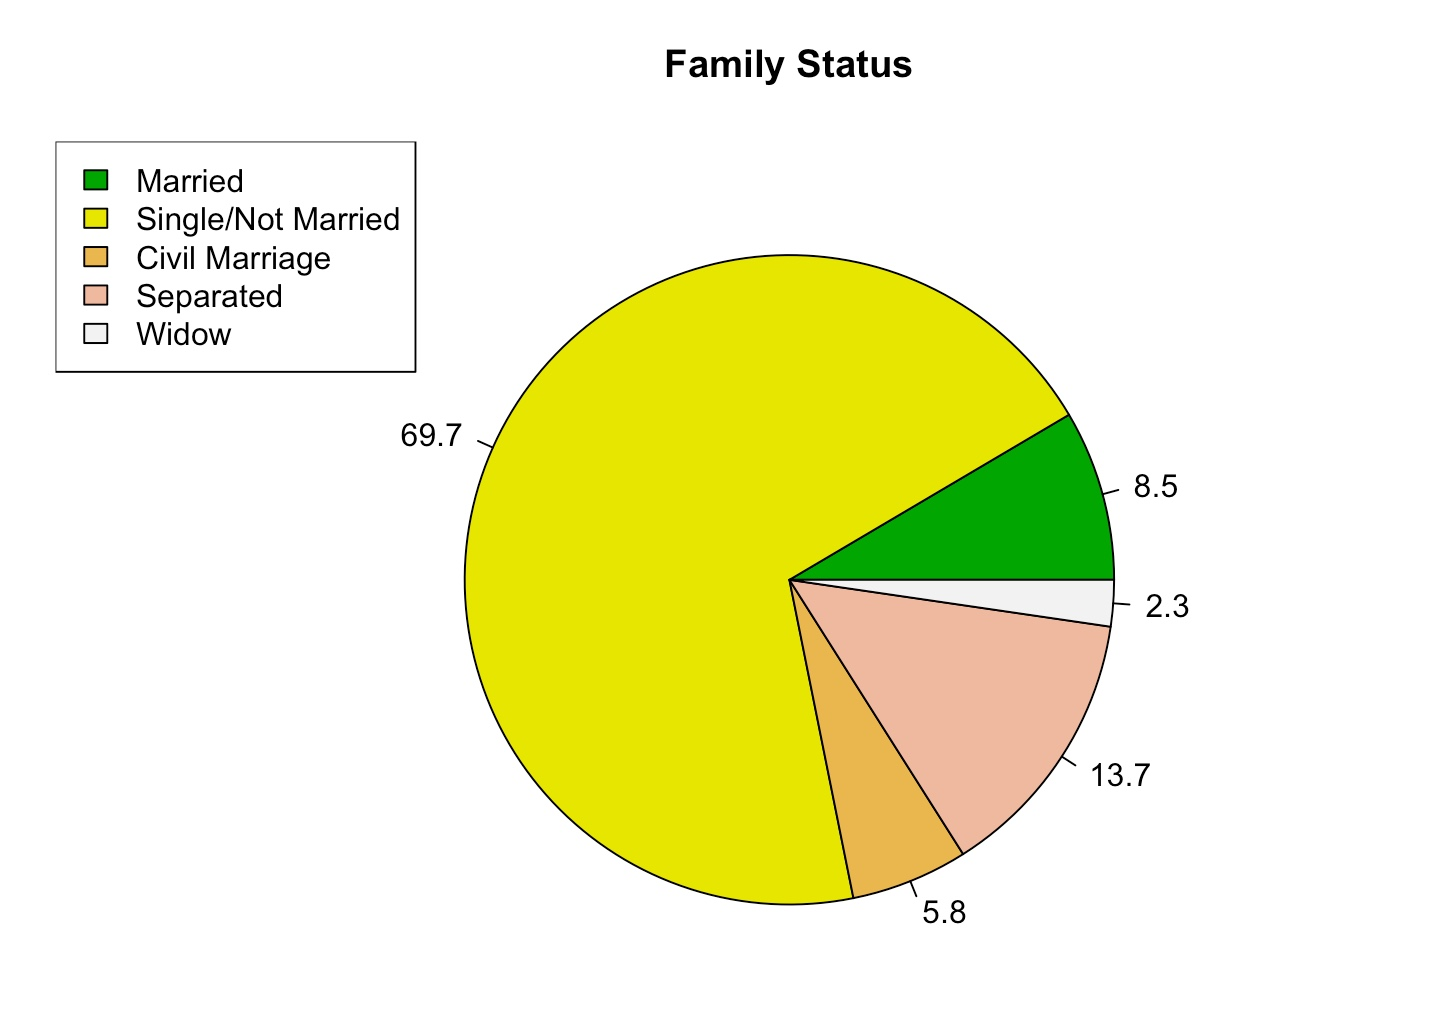 Family Status
Married
Single/Not Married
Civil Marriage
Separated
Widow
69.7
8.5
2.3
13.7
5.8